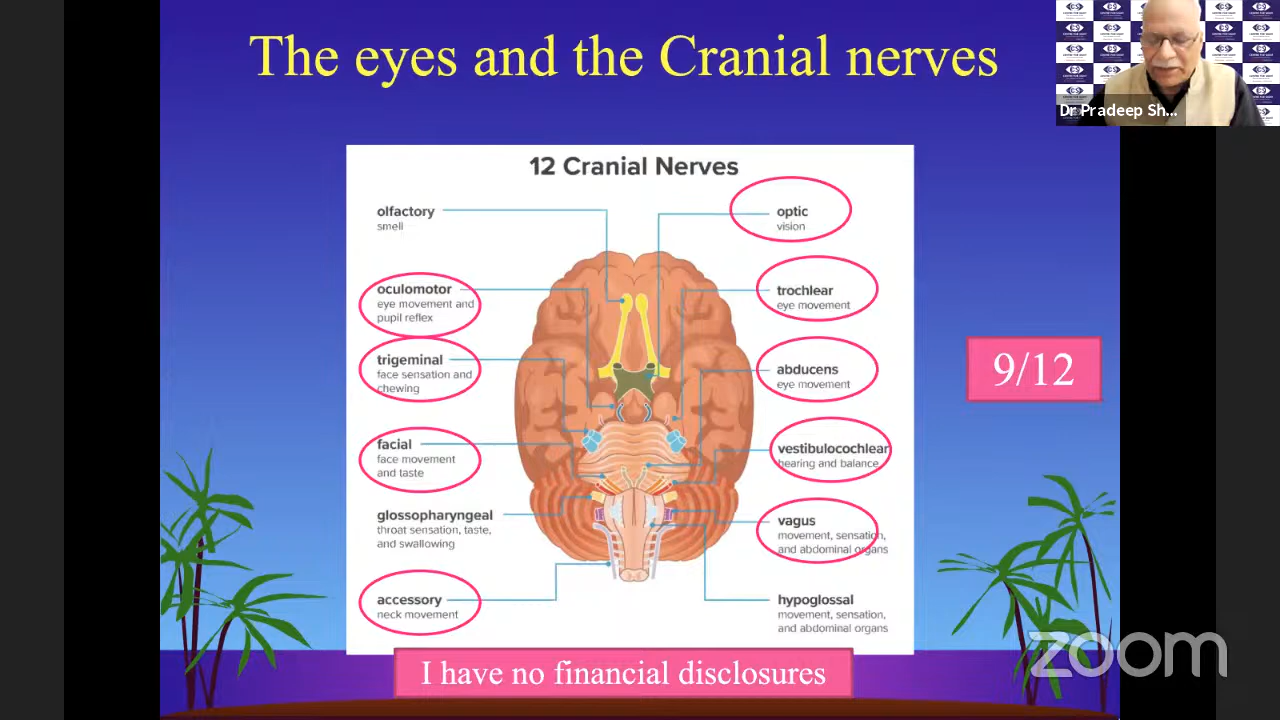 The eyes and the Cranial nerves
Dr Pradeep Sh...
12 Cranial Nerves
olfactory
smell
optic
vision
oculomotor
eye movement and
pupil reflex
trochlear
eye movement
trigeminal
face sensation and
chewing
abducens
eye movement
9/12
facial
face movement
and taste
vestibulocochlear
hearing and balance
glossopharyngeal
throat sensation, taste,
and swallowing
vagus
movement, sensation,
and abdominal organs
accessory
neck movement
hypoglossal
movement, sensation,
and abdominal organs
I have no financial disclosures
zoom